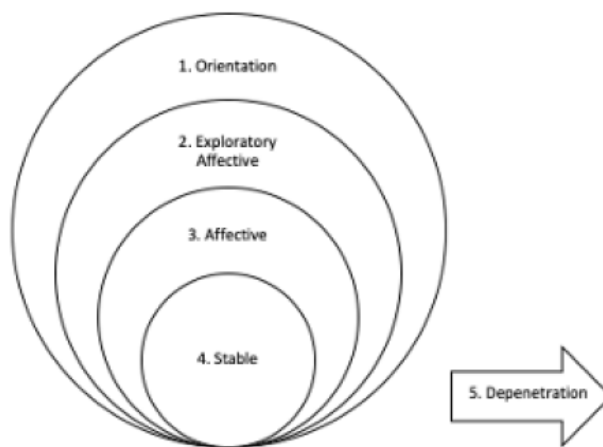 1. Orientation
2. Exploratory
Affective
3. Affective
4. Stable
5. Depenetration